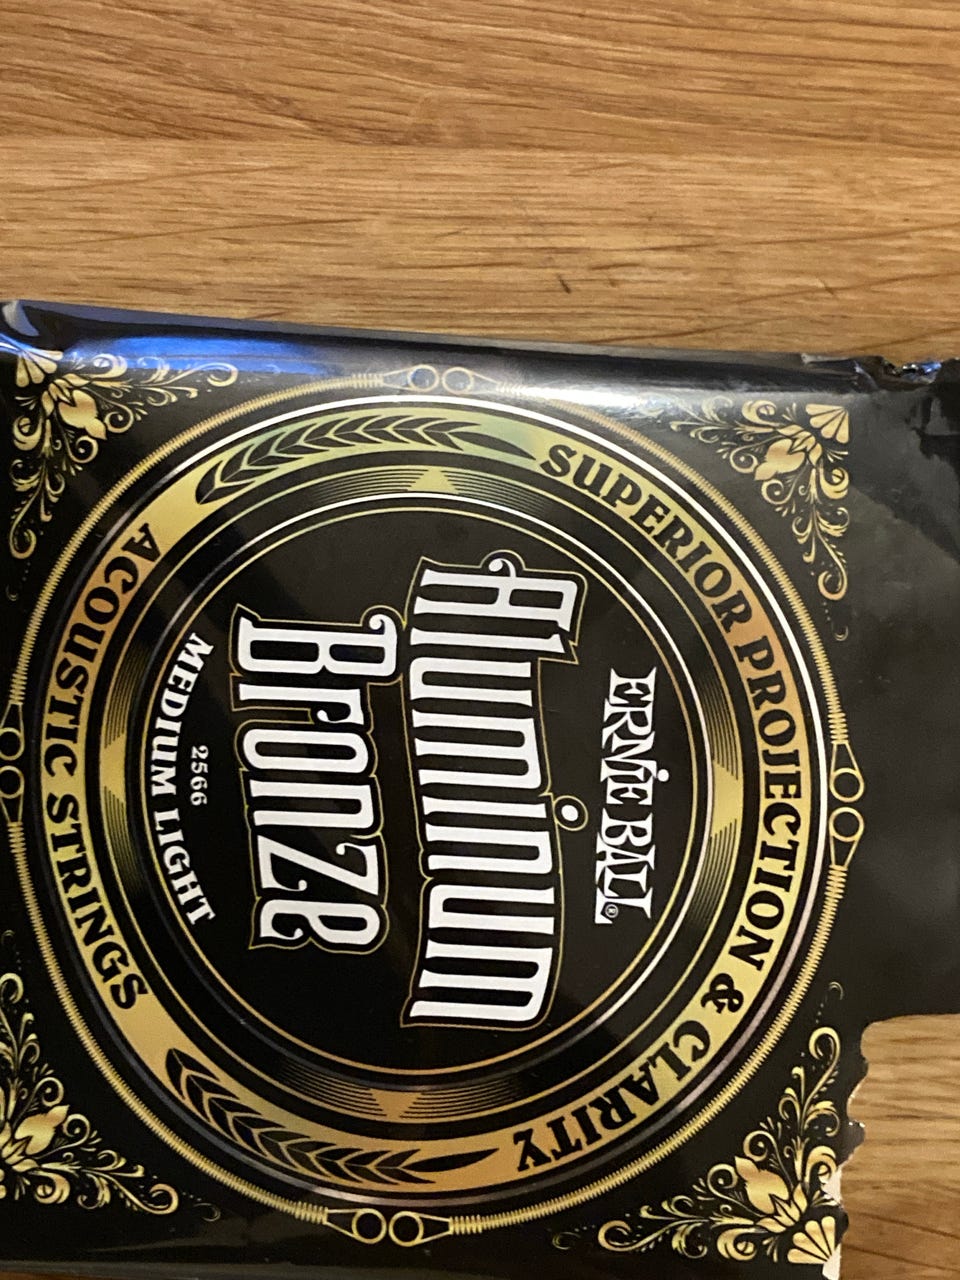 SUPERIOR PROJECTION & CLARITY
ERNIE BALL®
Aluminum
Bronze
2566
MEDIUM LIGHT
ACOUSTIC STRINGS